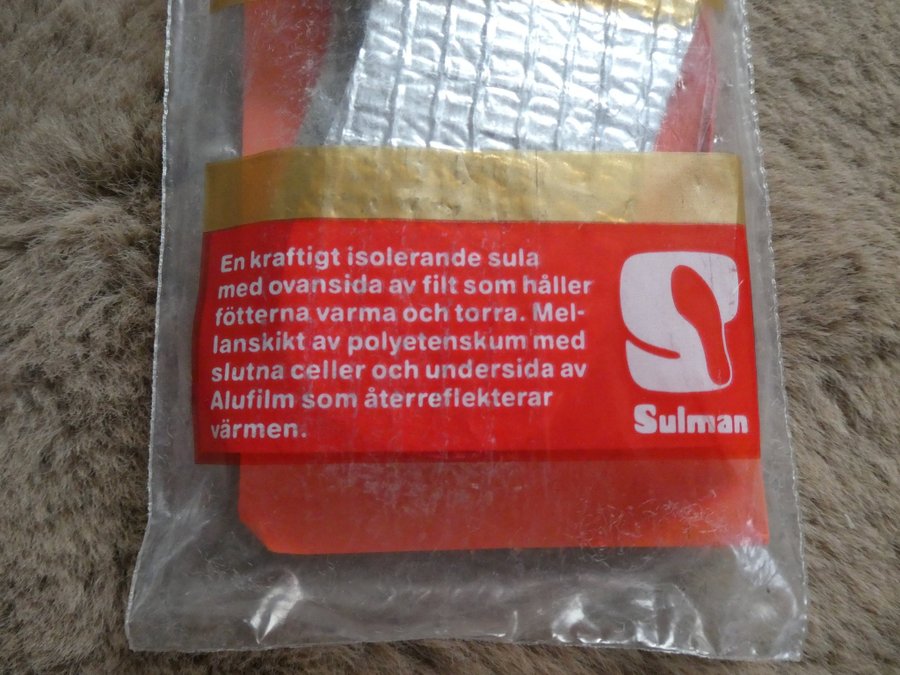 En kraftigt isolerande sula
med ovansida av filt som håller
fötterna varma och torra. Mel-
lanskikt av polyetenskum med
slutna celler och undersida av
Alufilm som återreflekterar
värmen.
Sulman